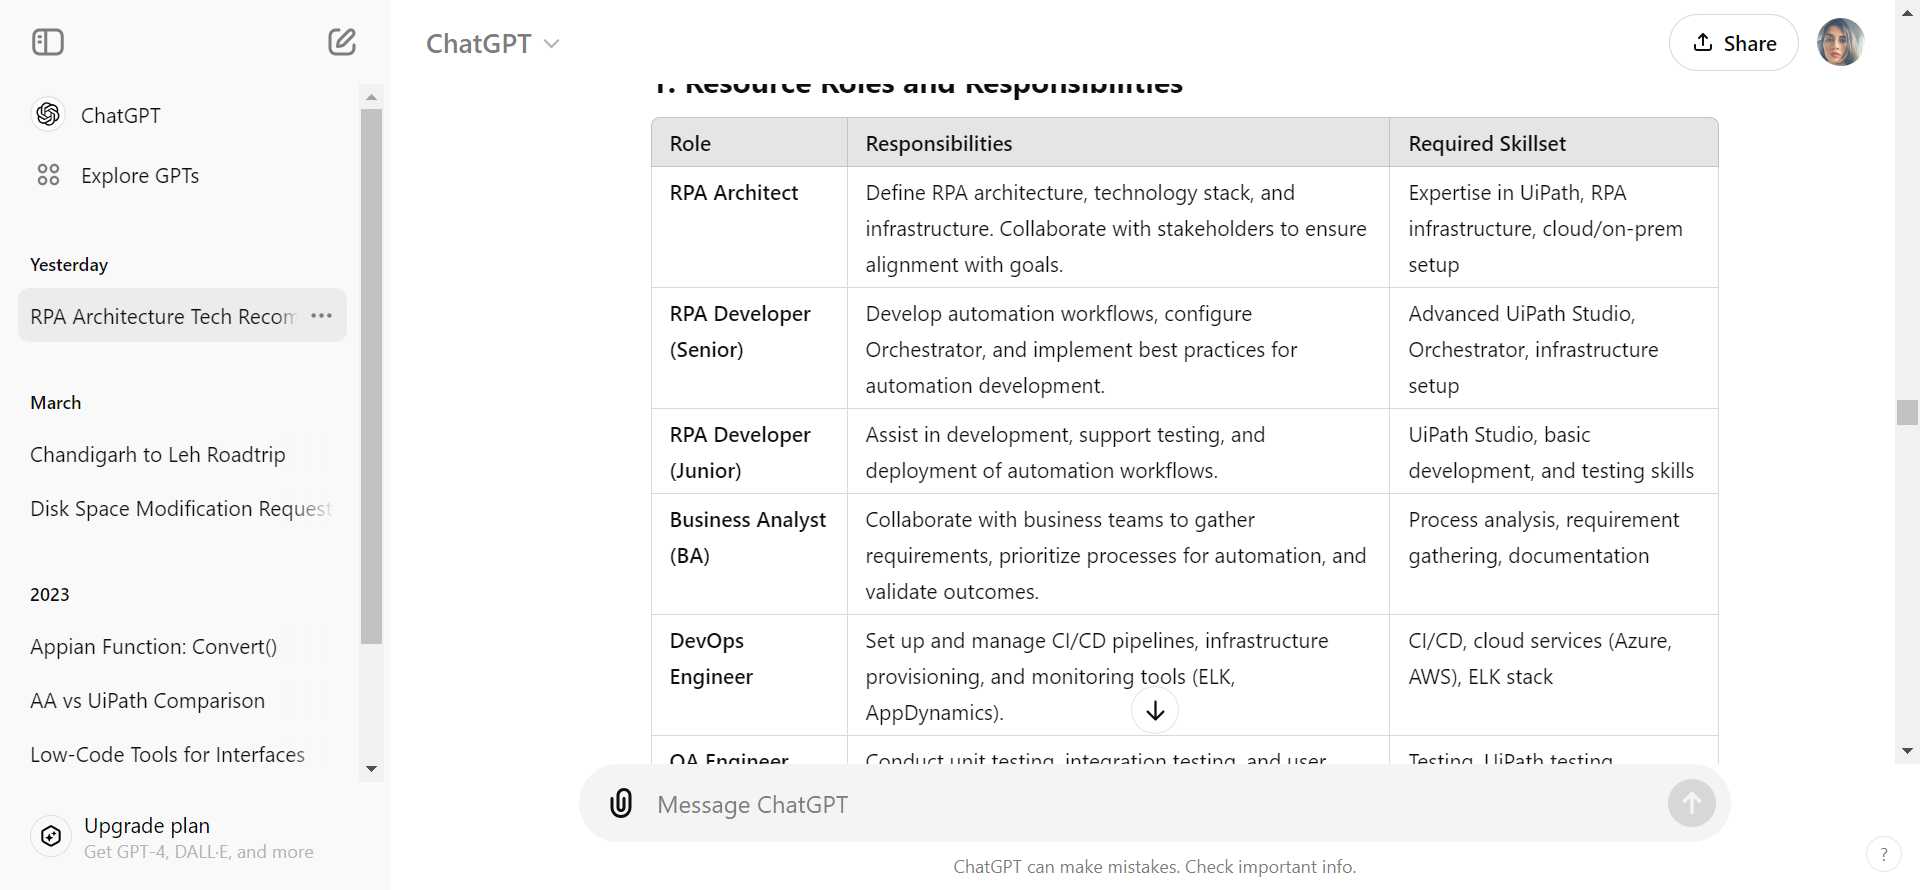 ChatGPT
Explore GPTs
Yesterday
RPA Architecture Tech Recom
March
Chandigarh to Leh Roadtrip
Disk Space Modification Request
2023
Appian Function: Convert()
AA vs UiPath Comparison
Low-Code Tools for Interfaces
Upgrade plan
Get GPT-4, DALL·E, and more
ChatGPT
Share
1. Resource Roles and Responsibilities
Role
Responsibilities
Required Skillset
RPA Architect
Define RPA architecture, technology stack, and
infrastructure. Collaborate with stakeholders to ensure
alignment with goals.
Expertise in UiPath, RPA
infrastructure, cloud/on-prem
setup
RPA Developer
(Senior)
Develop automation workflows, configure
Orchestrator, and implement best practices for
automation development.
Advanced UiPath Studio,
Orchestrator, infrastructure
setup
RPA Developer
(Junior)
Assist in development, support testing, and
deployment of automation workflows.
UiPath Studio, basic
development, and testing skills
Business Analyst
(BA)
Collaborate with business teams to gather
requirements, prioritize processes for automation, and
validate outcomes.
Process analysis, requirement
gathering, documentation
DevOps
Engineer
Set up and manage CI/CD pipelines, infrastructure
provisioning, and monitoring tools (ELK,
AppDynamics).
CI/CD, cloud services (Azure,
AWS), ELK stack
QA Engineer
Conduct unit testing, integration testing, and user
Testing, UiPath testing
Message ChatGPT
ChatGPT can make mistakes. Check important info.
?